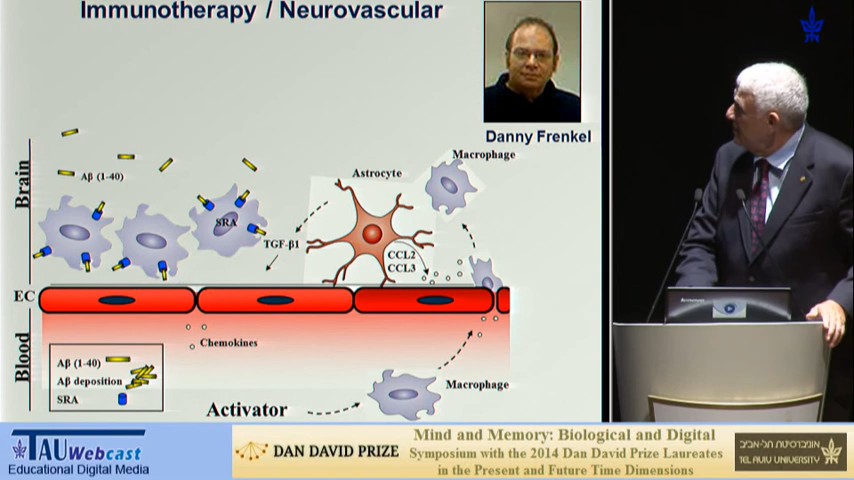 Immunotherapy / Neurovascular
Danny Frenkel
Macrophage
Astrocyte
Brain
Aβ (1-40)
SRA
TGF-β1
CCL2
CCL3
EC
Blood
Chemokines
Aβ (1-40)
Aβ deposition
SRA
Macrophage
Activator
TAU Webcast
Educational Digital Media
DAN DAVID PRIZE
Mind and Memory: Biological and Digital
Symposium with the 2014 Dan David Prize Laureates
in the Present and Future Time Dimensions
אוניברסיטת תל-אביב
TEL AVIV UNIVERSITY